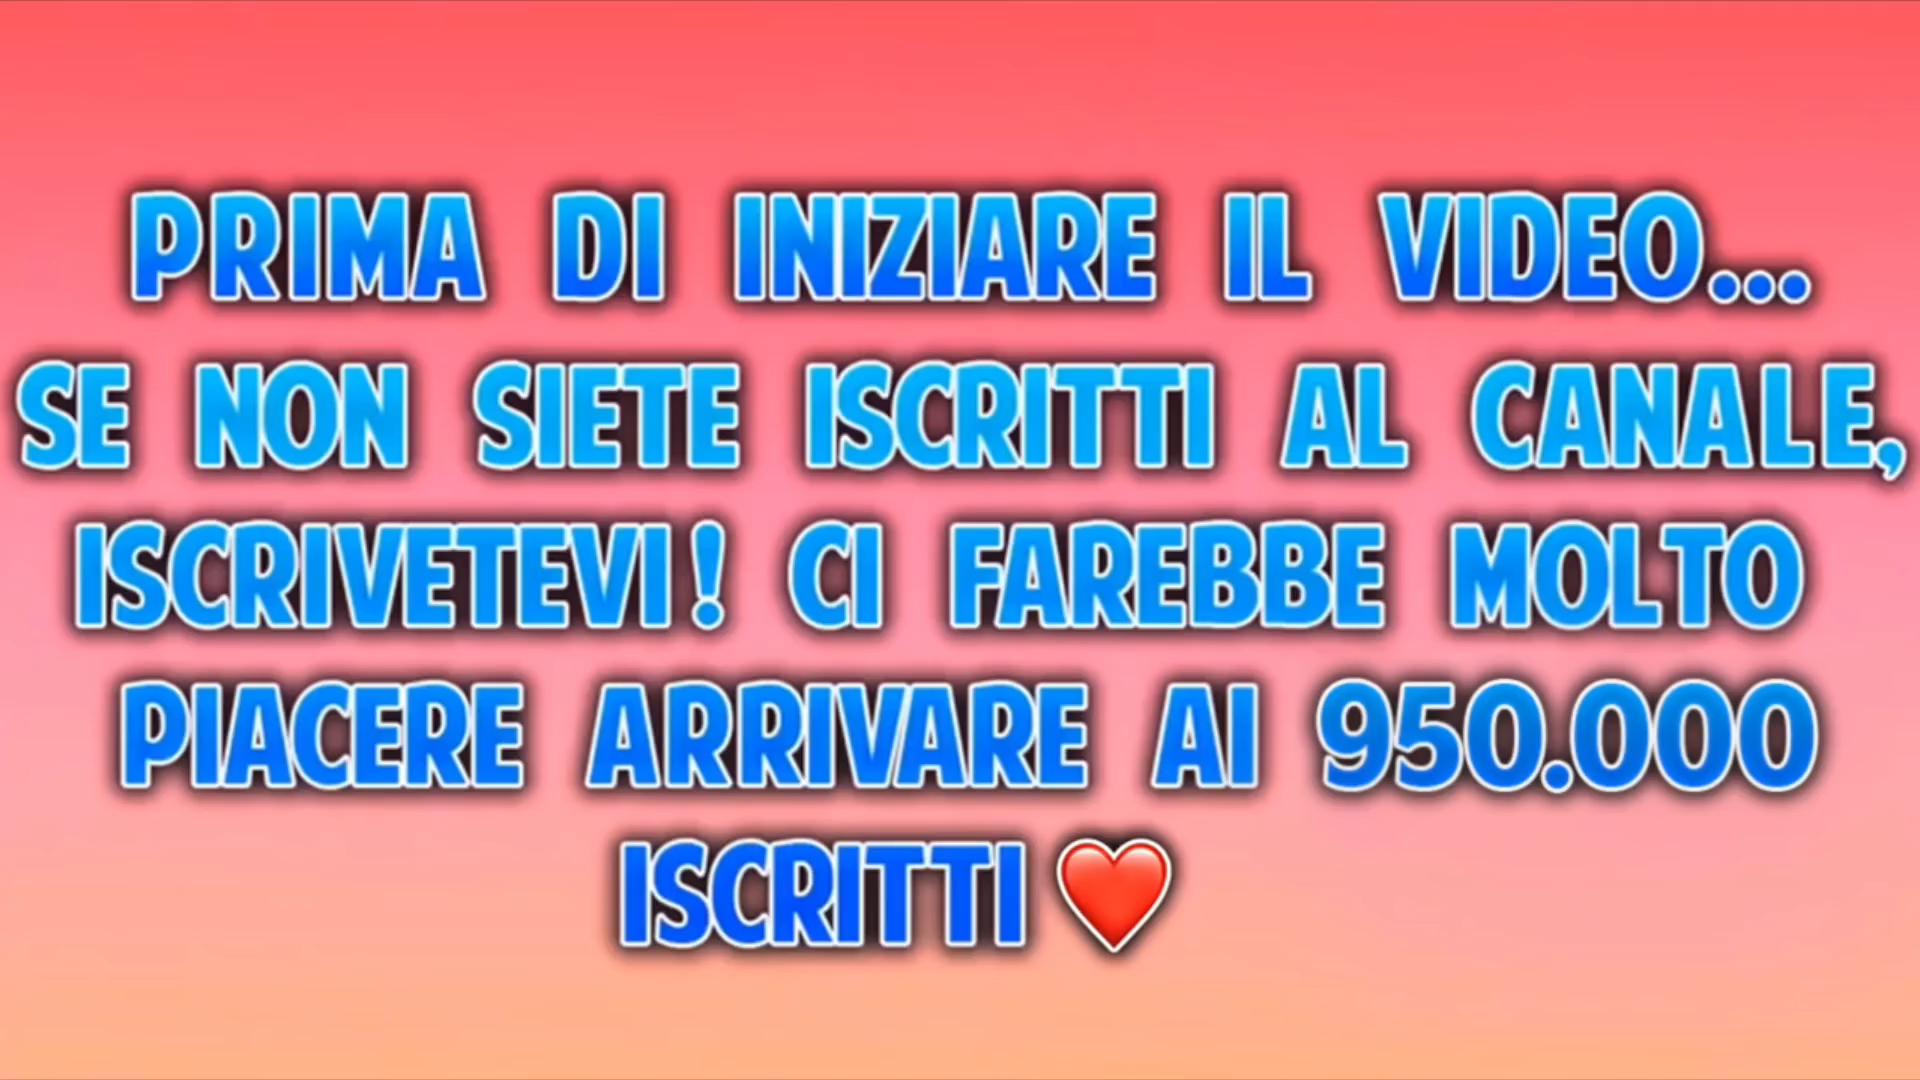 PRIMA DI INIZIARE IL VIDEO...
SE NON SIETE ISCRITTI AL CANALE,
ISCRIVETEVI! CI FAREBBE MOLTO
PIACERE ARRIVARE AI 950.000
ISCRITTI ❤️